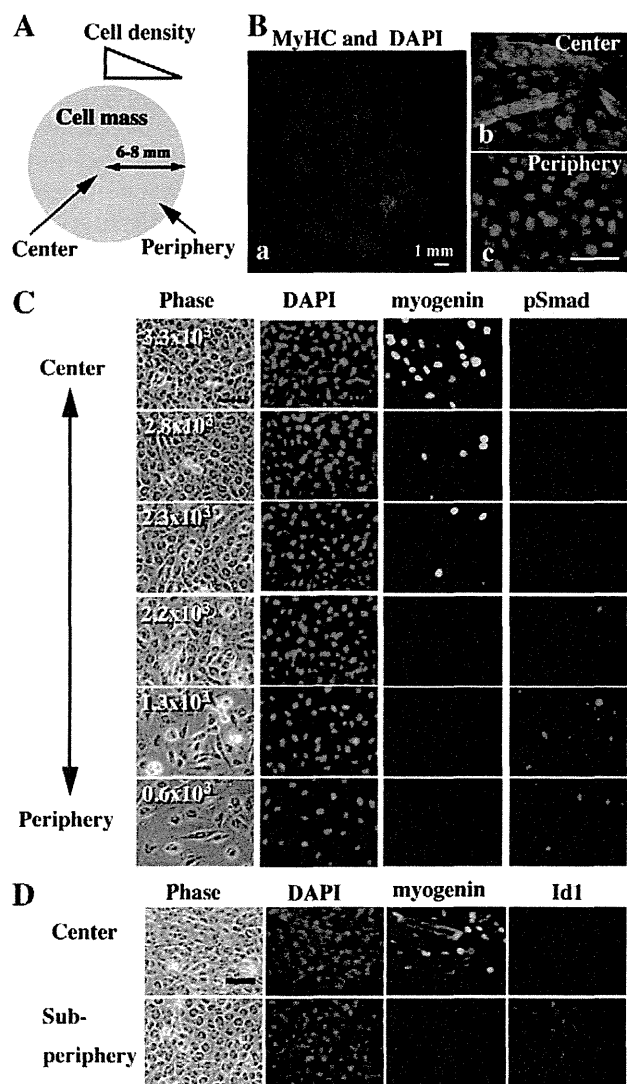 A
Cell density
Cell mass
6-8 mm
Center
Periphery
B
MyHC and DAPI
a
1 mm
Center
b
Periphery
c
C
Phase
DAPI
myogenin
pSmad
Center
3.3x10³
2.8x10³
2.3x10³
2.2x10³
1.3x10³
0.6x10³
Periphery
D
Phase
DAPI
myogenin
Id1
Center
Sub-
periphery